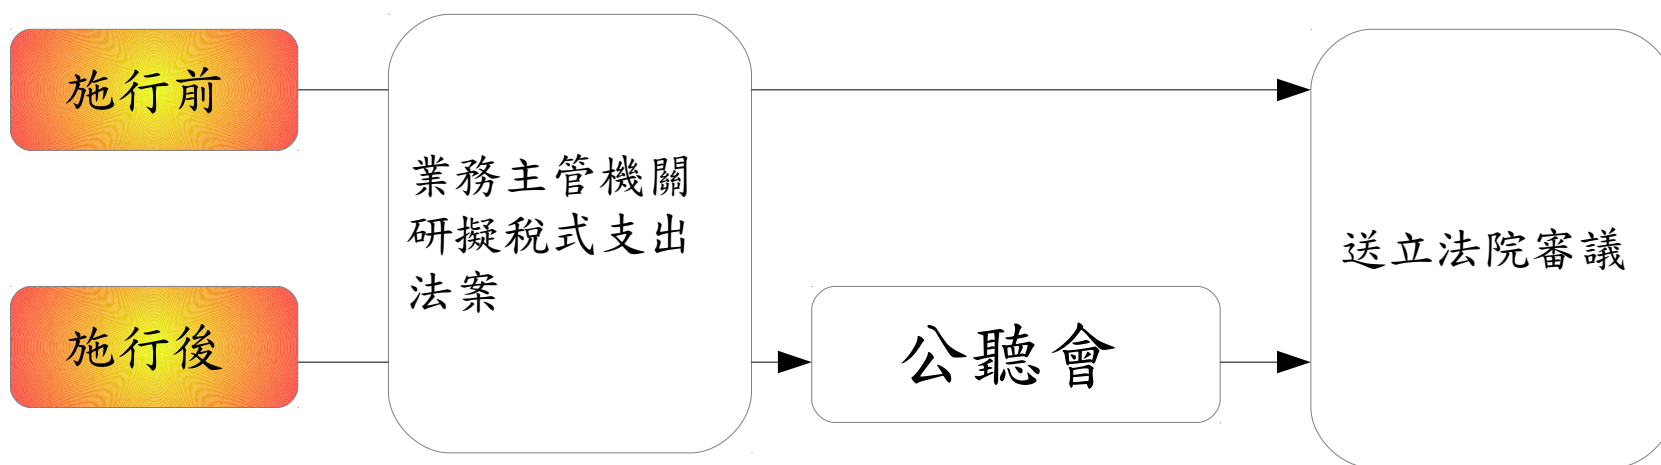 施行前
業務主管機關
研擬稅式支出
法案
送立法院審議
施行後
公聽會